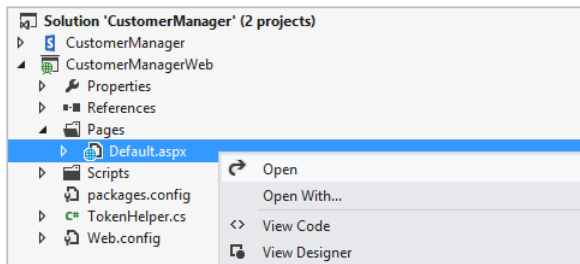 Solution 'CustomerManager' (2 projects)
CustomerManager
CustomerManagerWeb
Properties
References
Pages
Default.aspx
Open
Scripts
Open With...
packages.config
C# TokenHelper.cs
View Code
Web.config
View Designer